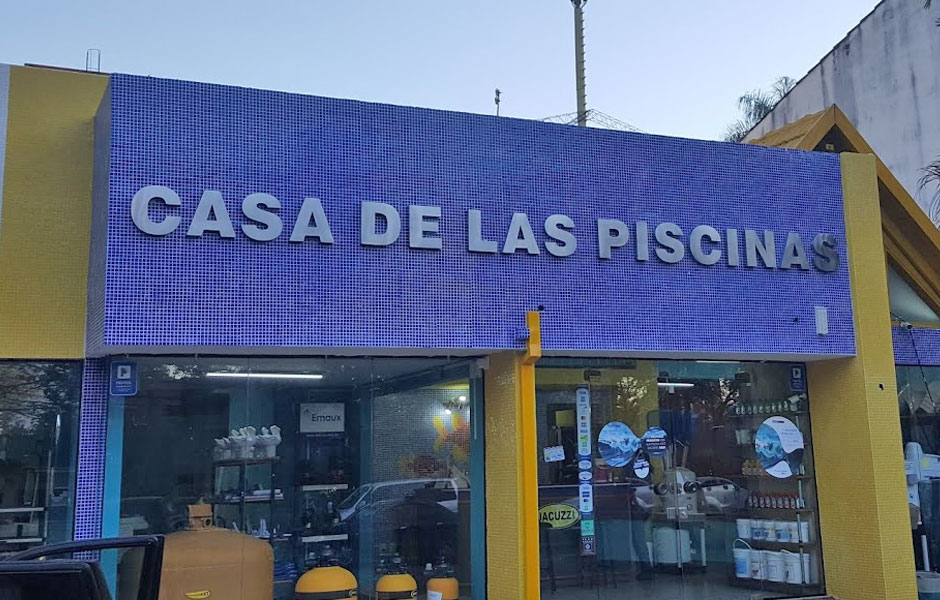 CASA DE LAS PISCINAS
Emaux
JACUZZI